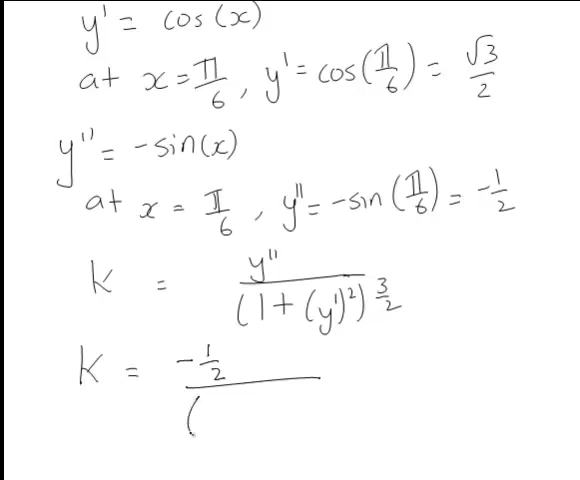 y' = cos(x)
at x = π/6, y' = cos(π/6) = √3/2
y'' = -sin(x)
at x = π/6, y'' = -sin(π/6) = -1/2
K = y''/(1+(y')²)^(3/2)
K = -1/2/(